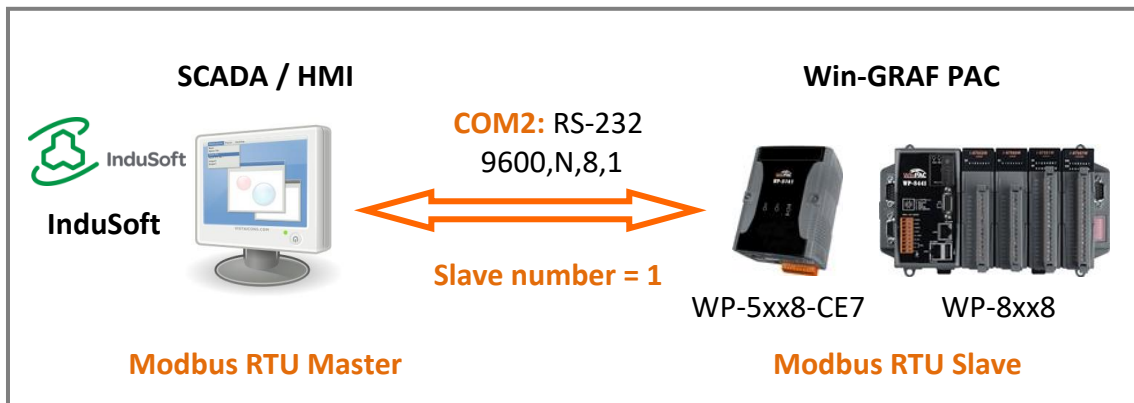 SCADA / HMI
Win-GRAF PAC
InduSoft
InduSoft
COM2: RS-232
9600,N,8,1
Slave number = 1
WP-5xx8-CE7
WP-8xx8
Modbus RTU Master
Modbus RTU Slave